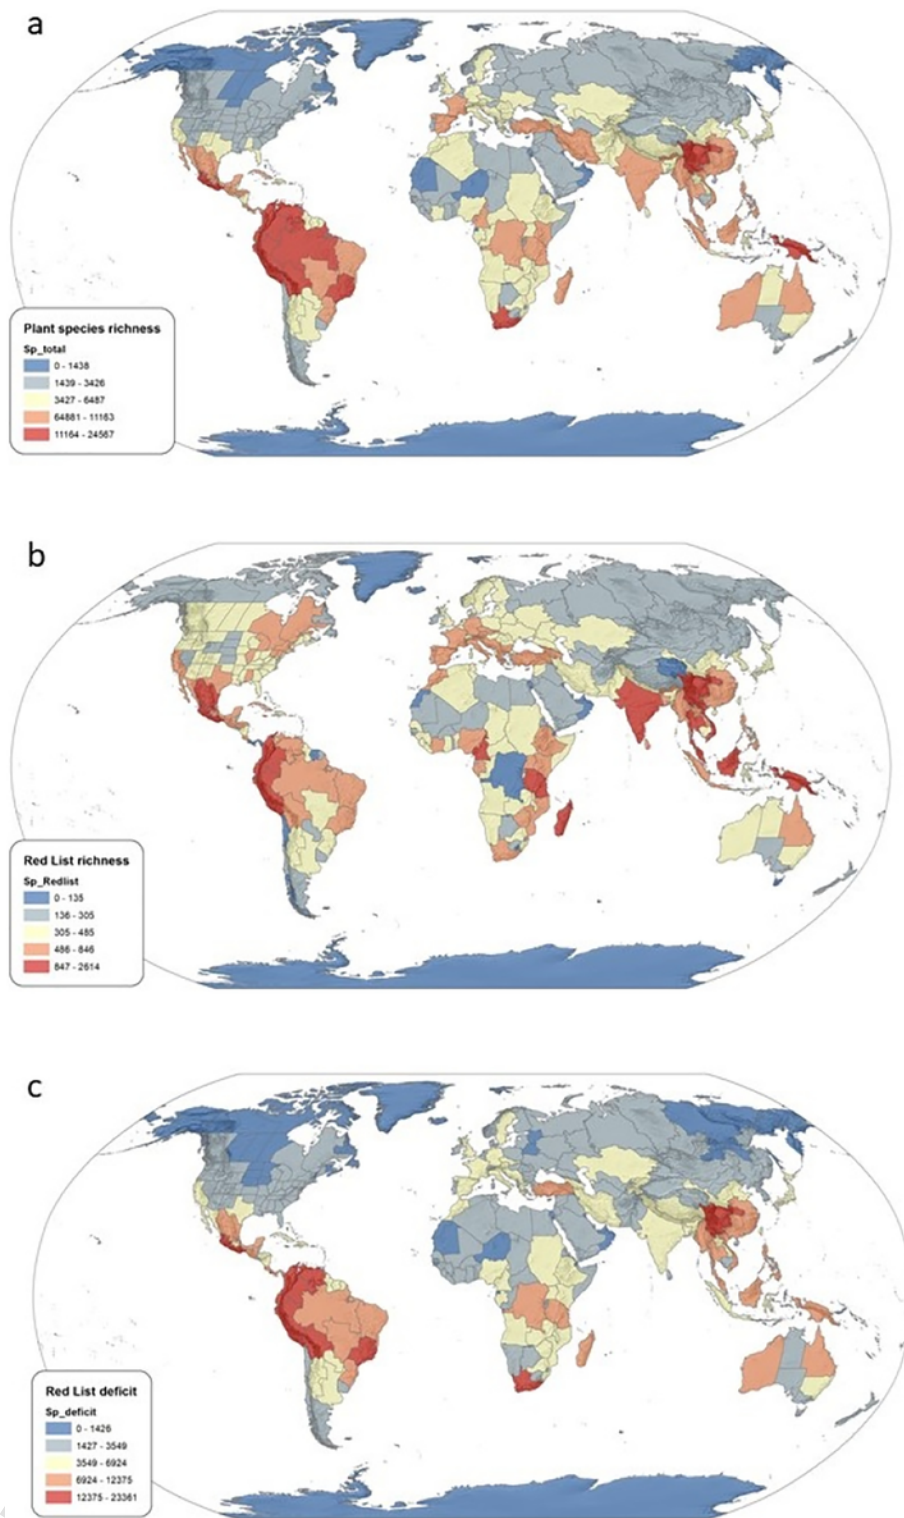 a
Plant species richness
Sp_total
0 - 1438
1439 - 3426
3427 - 6487
64881 - 11163
11164 - 24567
b
Red List richness
Sp_Redlist
0 - 135
136 - 305
305 - 485
486 - 846
847 - 2614
c
Red List deficit
Sp_deficit
0 - 1426
1427 - 3549
3549 - 6924
6924 - 12375
12375 - 23361